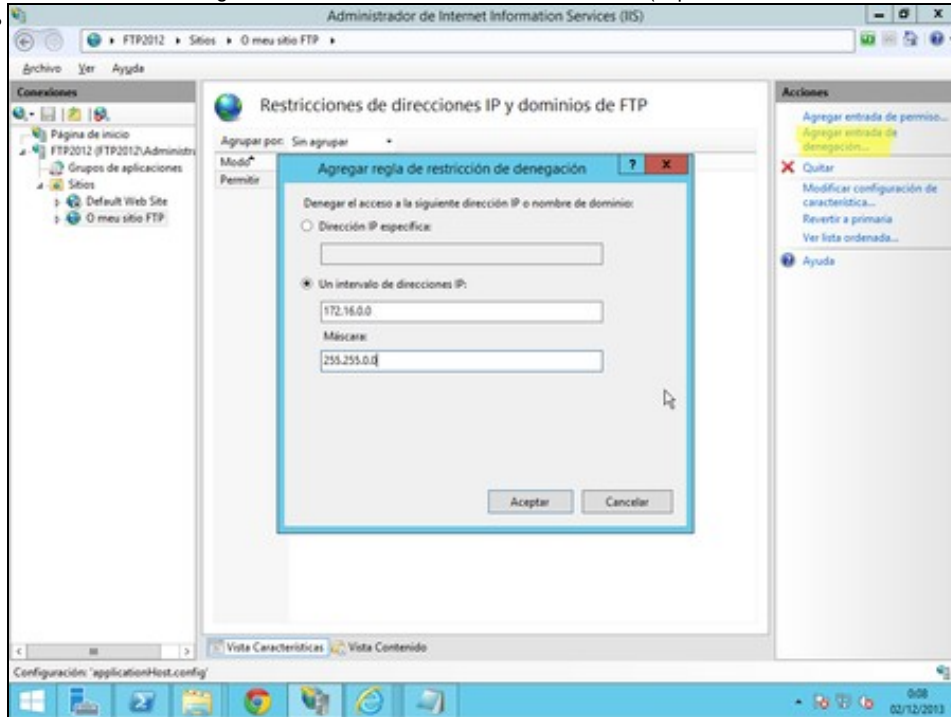 Administrador de Internet Information Services (IIS)
FTP2012 Sitios O meu sitio FTP
Archivo Ver Ayuda
Conexiones
Página de inicio
FTP2012 (FTP2012\Administr
Grupos de aplicaciones
Sitios
Default Web Site
O meu sitio FTP
Restricciones de direcciones IP y dominios de FTP
Agrupar por: Sin agrupar
Modo
Permitir
Agregar regla de restricción de denegación
? x
Denegar el acceso a la siguiente dirección IP o nombre de dominio:
Dirección IP específica:
Un intervalo de direcciones IP:
172.16.0.0
Máscara:
255.255.0.0
Aceptar Cancelar
Acciones
Agregar entrada de permiso...
Agregar entrada de
denegación...
Quitar
Modificar configuración de
característica...
Revertir a primaria
Ver lista ordenada...
Ayuda
Vista Características Vista Contenido
Configuración: 'applicationHost.config'
0:08
02/12/2013